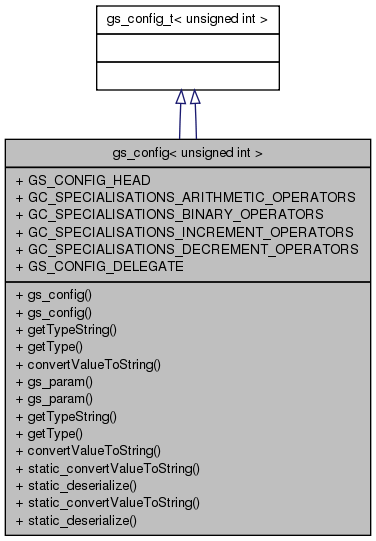 gs_config_t< unsigned int >
gs_config< unsigned int >
+ GS_CONFIG_HEAD
+ GC_SPECIALISATIONS_ARITHMETIC_OPERATORS
+ GC_SPECIALISATIONS_BINARY_OPERATORS
+ GC_SPECIALISATIONS_INCREMENT_OPERATORS
+ GC_SPECIALISATIONS_DECREMENT_OPERATORS
+ GS_CONFIG_DELEGATE
+ gs_config()
+ gs_config()
+ getTypeString()
+ getType()
+ convertValueToString()
+ gs_param()
+ gs_param()
+ getTypeString()
+ getType()
+ convertValueToString()
+ static_convertValueToString()
+ static_deserialize()
+ static_convertValueToString()
+ static_deserialize()